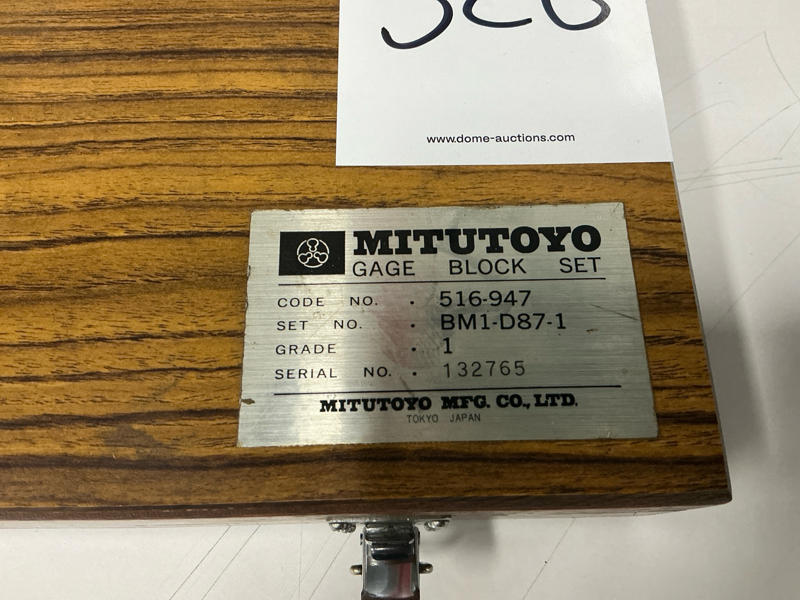 www.dome-auctions.com
MITUTOYO
GAGE BLOCK SET
CODE NO. . 516-947
SET NO. . BM1-D87-1
GRADE . 1
SERIAL NO. . 132765
MITUTOYO MFG. CO., LTD.
TOKYO JAPAN